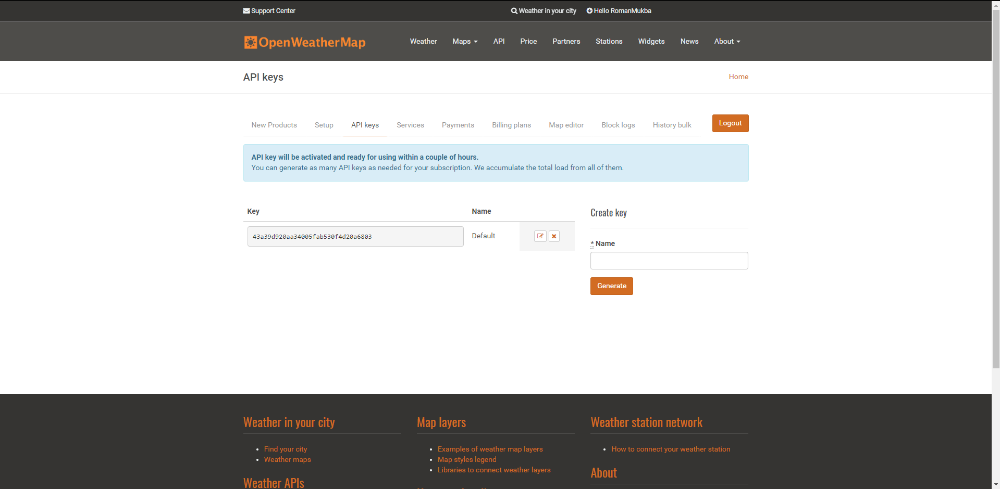 Support Center
Weather in your city
Hello RomanMukba
OpenWeatherMap
Weather
Maps
API
Price
Partners
Stations
Widgets
News
About
API keys
Home
New Products
Setup
API keys
Services
Payments
Billing plans
Map editor
Block logs
History bulk
Logout
API key will be activated and ready for using within a couple of hours.
You can generate as many API keys as needed for your subscription. We accumulate the total load from all of them.
Key
Name
43a39d920aa34005fab530f4d20a6803
Default
Create key
* Name
Generate
Weather in your city
Find your city
Weather maps
Weather APIs
Map layers
Examples of weather map layers
Map styles legend
Libraries to connect weather layers
Weather station network
How to connect your weather station
About